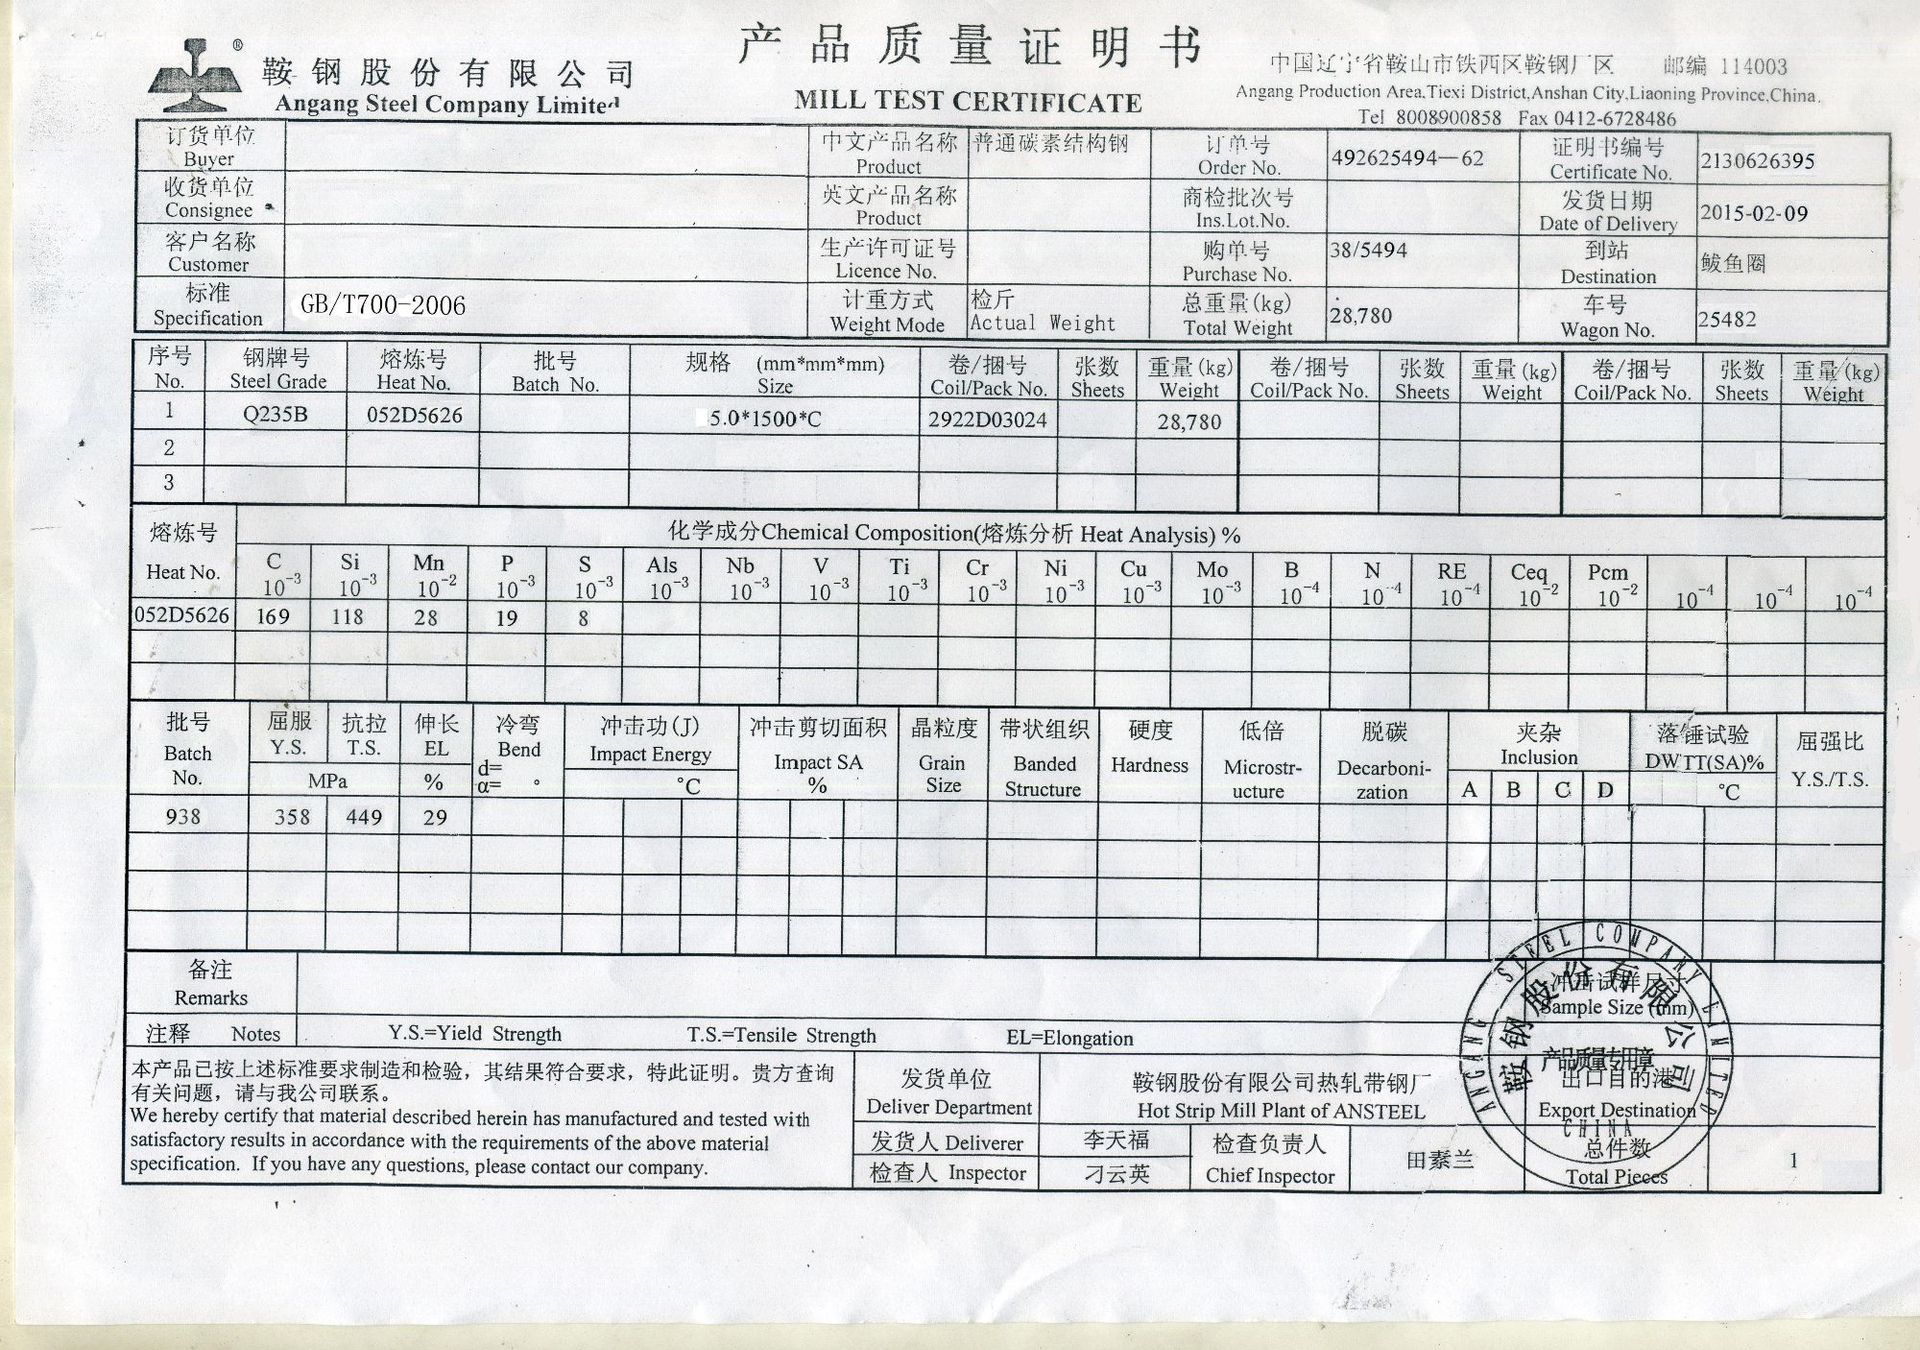 产品质量证明书
MILL TEST CERTIFICATE
®
鞍钢股份有限公司
Angang Steel Company Limited
中国辽宁省鞍山市铁西区鞍钢厂区 邮编 114003
Angang Production Area.Tiexi District,Anshan City,Liaoning Province,China.
Tel 8008900858 Fax 0412-6728486
订货单位 中文产品名称 普通碳素结构钢 订单号 492625494—62 证明书编号 2130626395
Buyer Product Order No. Certificate No.
收货单位 英文产品名称 商检批次号 发货日期 2015-02-09
Consignee Product Ins.Lot.No. Date of Delivery
客户名称 生产许可证号 购单号 38/5494 到站 鲅鱼圈
Customer Licence No. Purchase No. Destination
标准 GB/T700-2006 计重方式 检斤 总重量(kg) 28,780 车号 25482
Specification Weight Mode Actual Weight Total Weight Wagon No.
序号 钢牌号 熔炼号 批号 规格 (mm*mm*mm) 卷/捆号 张数 重量(kg) 卷/捆号 张数 重量(kg) 卷/捆号 张数 重量(kg)
No. Steel Grade Heat No. Batch No. Size Coil/Pack No. Sheets Weight Coil/Pack No. Sheets Weight Coil/Pack No. Sheets Weight
1 Q235B 052D5626 5.0*1500*C 2922D03024 28,780
2
3
熔炼号 化学成分Chemical Composition(熔炼分析 Heat Analysis) %
Heat No. C Si Mn P S Als Nb V Ti Cr Ni Cu Mo B N RE Ceq Pcm
10⁻³ 10⁻³ 10⁻² 10⁻³ 10⁻³ 10⁻³ 10⁻³ 10⁻³ 10⁻³ 10⁻³ 10⁻³ 10⁻³ 10⁻³ 10⁻⁴ 10⁻⁴ 10⁻⁴ 10⁻² 10⁻² 10⁻⁴ 10⁻⁴ 10⁻⁴
052D5626 169 118 28 19 8
批号 屈服 抗拉 伸长 冷弯 冲击功(J) 冲击剪切面积 晶粒度 带状组织 硬度 低倍 脱碳 夹杂 落锤试验 屈强比
Batch No. Y.S. T.S. EL Bend Impact Energy Impact SA Grain Size Banded Structure Hardness Microstr-ucture Decarboni-zation Inclusion DWTT(SA)% Y.S./T.S.
MPa % d= α= ° °C % A B C D °C
938 358 449 29
备注
Remarks
冲击试样尺寸
Sample Size (mm)
注释 Notes Y.S.=Yield Strength T.S.=Tensile Strength EL=Elongation
本产品已按上述标准要求制造和检验，其结果符合要求，特此证明。贵方查询
有关问题，请与我公司联系。
We hereby certify that material described herein has manufactured and tested with
satisfactory results in accordance with the requirements of the above material
specification. If you have any questions, please contact our company.
发货单位 鞍钢股份有限公司热轧带钢厂
Deliver Department Hot Strip Mill Plant of ANSTEEL
出口目的港
Export Destination
发货人 Deliverer 李天福
检查人 Inspector 刁云英
检查负责人 田素兰
Chief Inspector
总件数 1
Total Pieces
ANGANG STEEL COMPANY LIMITED
鞍钢股份有限公司
产品质量专用章
CHINA